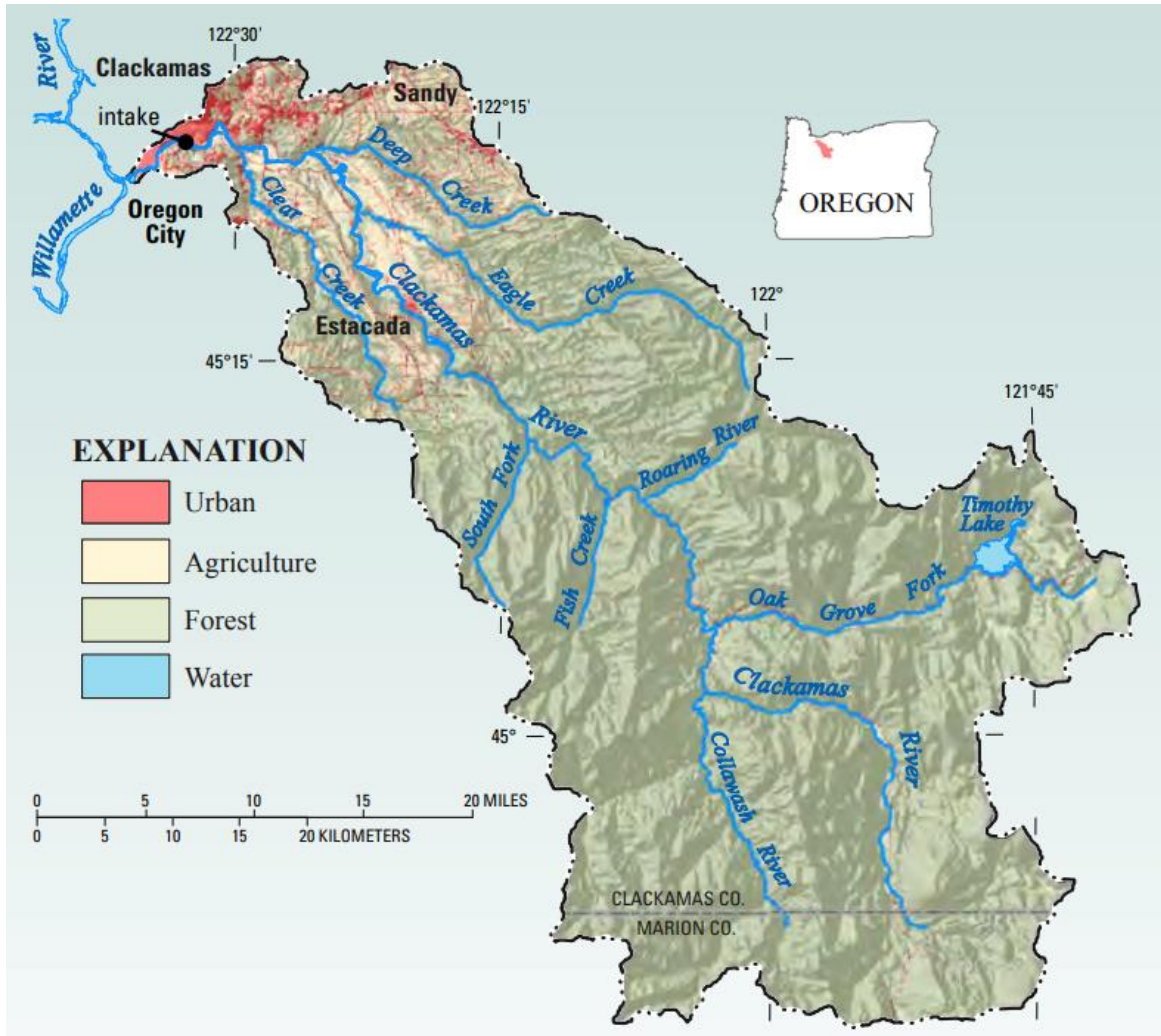 122°30'
River
Clackamas
Sandy
122°15'
intake
Deep
Creek
Willamette
Oregon
City
Clear
Creek
OREGON
Eagle
Creek
Clackamas
Estacada
122°
45°15'
121°45'
River
Roaring River
EXPLANATION
Urban
Agriculture
Forest
Water
South Fork
Fish Creek
Timothy
Lake
Oak Grove Fork
Clackamas
River
45°
Collawash
River
0 5 10 15 20 MILES
0 5 10 15 20 KILOMETERS
CLACKAMAS CO.
MARION CO.